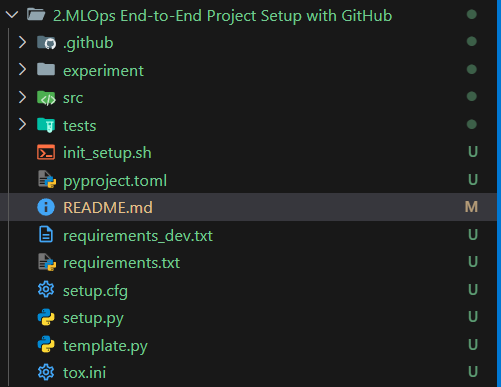 2.MLOps End-to-End Project Setup with GitHub
.github
experiment
src
tests
init_setup.sh U
pyproject.toml U
README.md M
requirements_dev.txt U
requirements.txt U
setup.cfg U
setup.py U
template.py U
tox.ini U